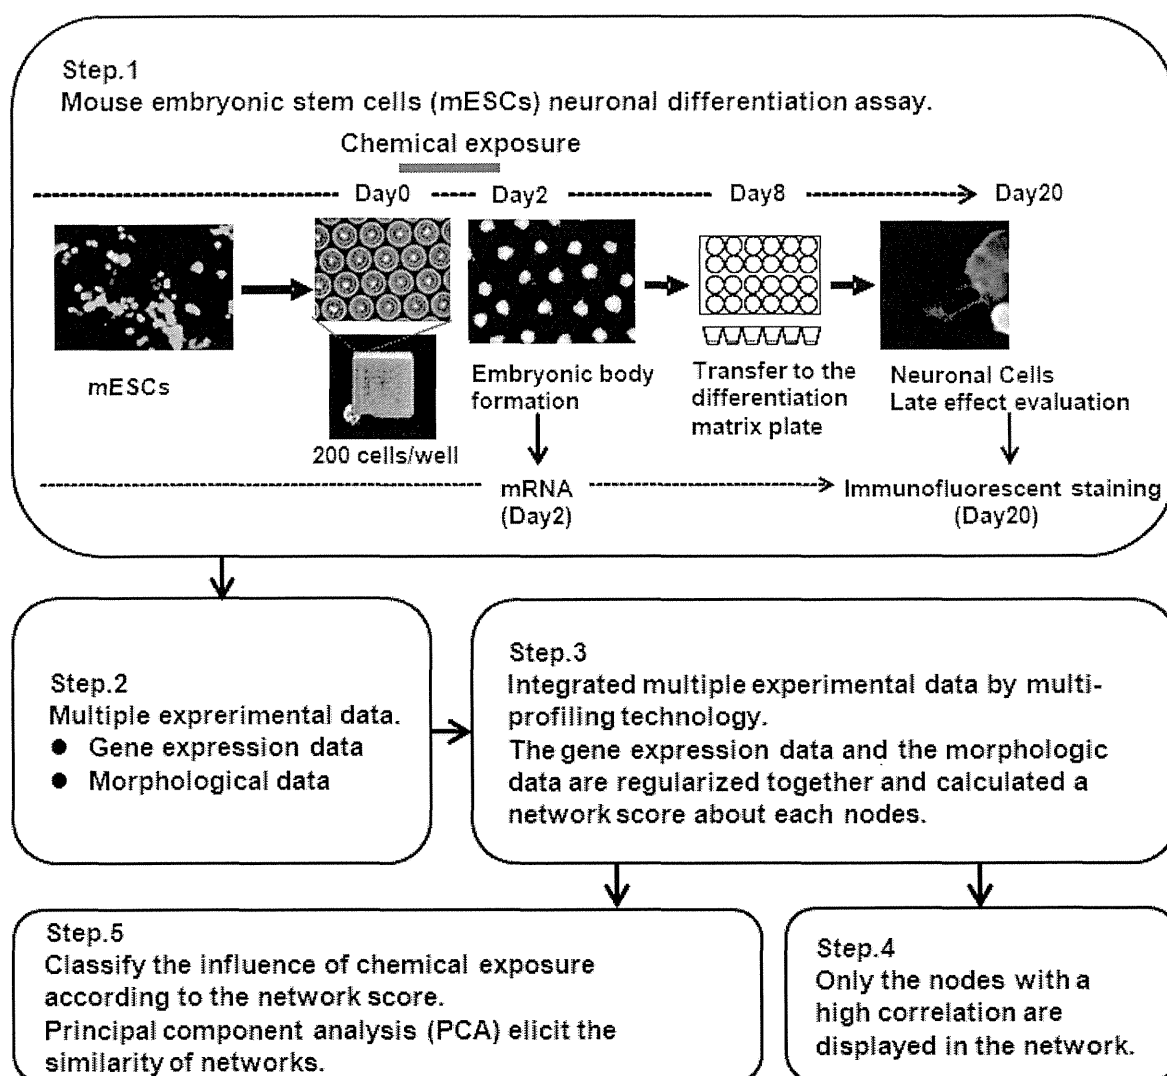 Step.1
Mouse embryonic stem cells (mESCs) neuronal differentiation assay.
Chemical exposure
Day0
Day2
Day8
Day20
mESCs
200 cells/well
Embryonic body
formation
Transfer to the
differentiation
matrix plate
Neuronal Cells
Late effect evaluation
mRNA
(Day2)
Immunofluorescent staining
(Day20)
Step.2
Multiple exprerimental data.
● Gene expression data
● Morphological data
Step.3
Integrated multiple experimental data by multi-
profiling technology.
The gene expression data and the morphologic
data are regularized together and calculated a
network score about each nodes.
Step.5
Classify the influence of chemical exposure
according to the network score.
Principal component analysis (PCA) elicit the
similarity of networks.
Step.4
Only the nodes with a
high correlation are
displayed in the network.